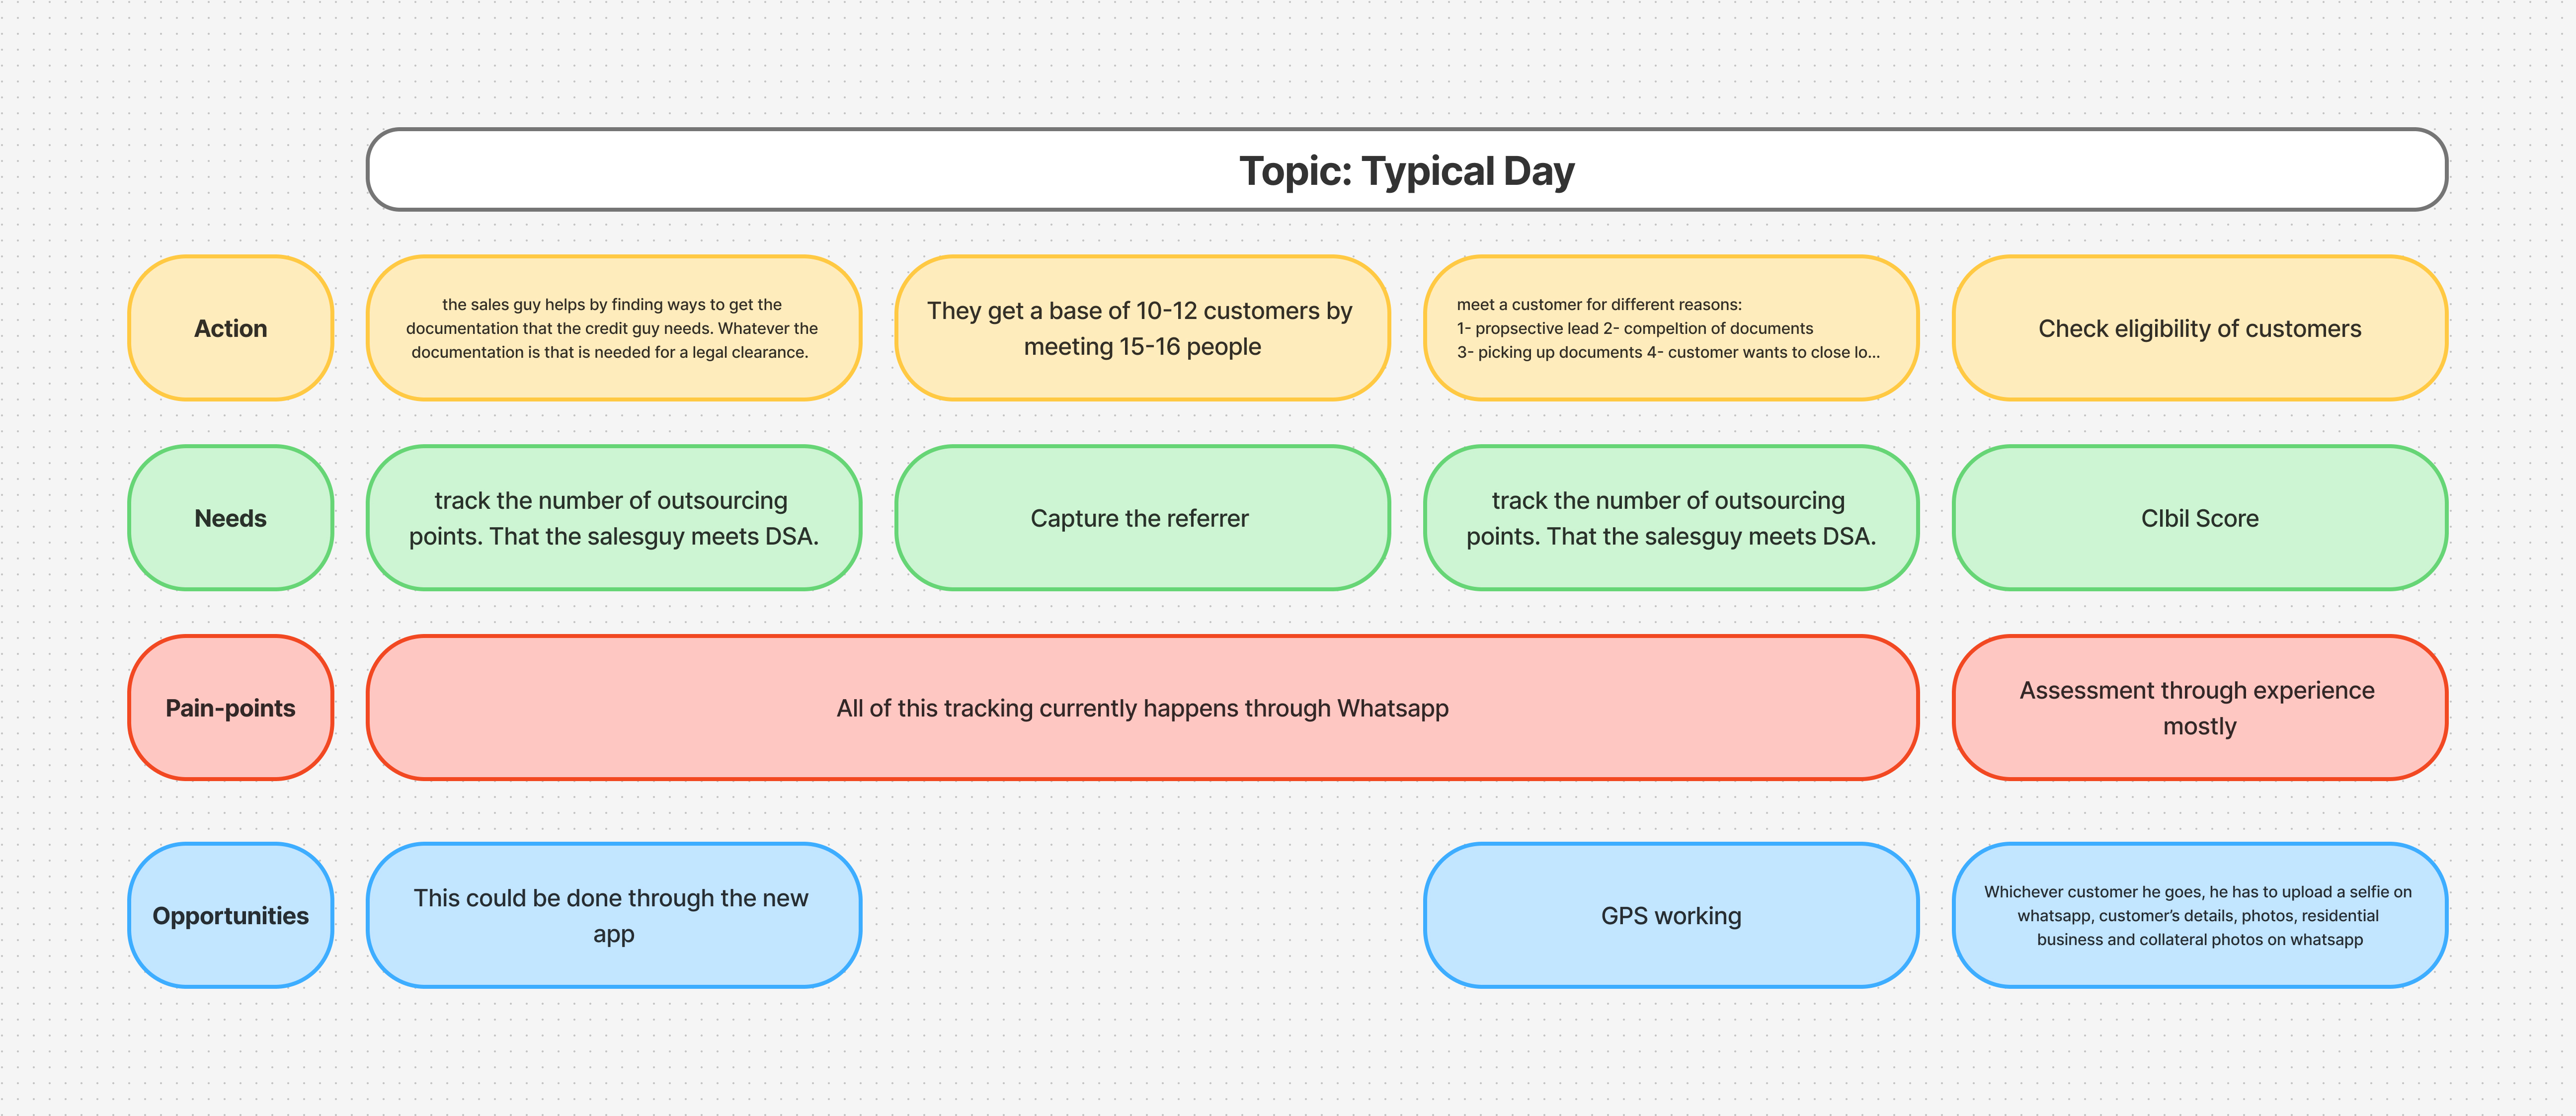 Topic: Typical Day
Action
the sales guy helps by finding ways to get the
documentation that the credit guy needs. Whatever the
documentation is that is needed for a legal clearance.
They get a base of 10-12 customers by
meeting 15-16 people
meet a customer for different reasons:
1- propsective lead 2- compeltion of documents
3- picking up documents 4- customer wants to close lo...
Check eligibility of customers
Needs
track the number of outsourcing
points. That the salesguy meets DSA.
Capture the referrer
track the number of outsourcing
points. That the salesguy meets DSA.
CIbil Score
Pain-points
All of this tracking currently happens through Whatsapp
Assessment through experience
mostly
Opportunities
This could be done through the new
app
GPS working
Whichever customer he goes, he has to upload a selfie on
whatsapp, customer’s details, photos, residential
business and collateral photos on whatsapp